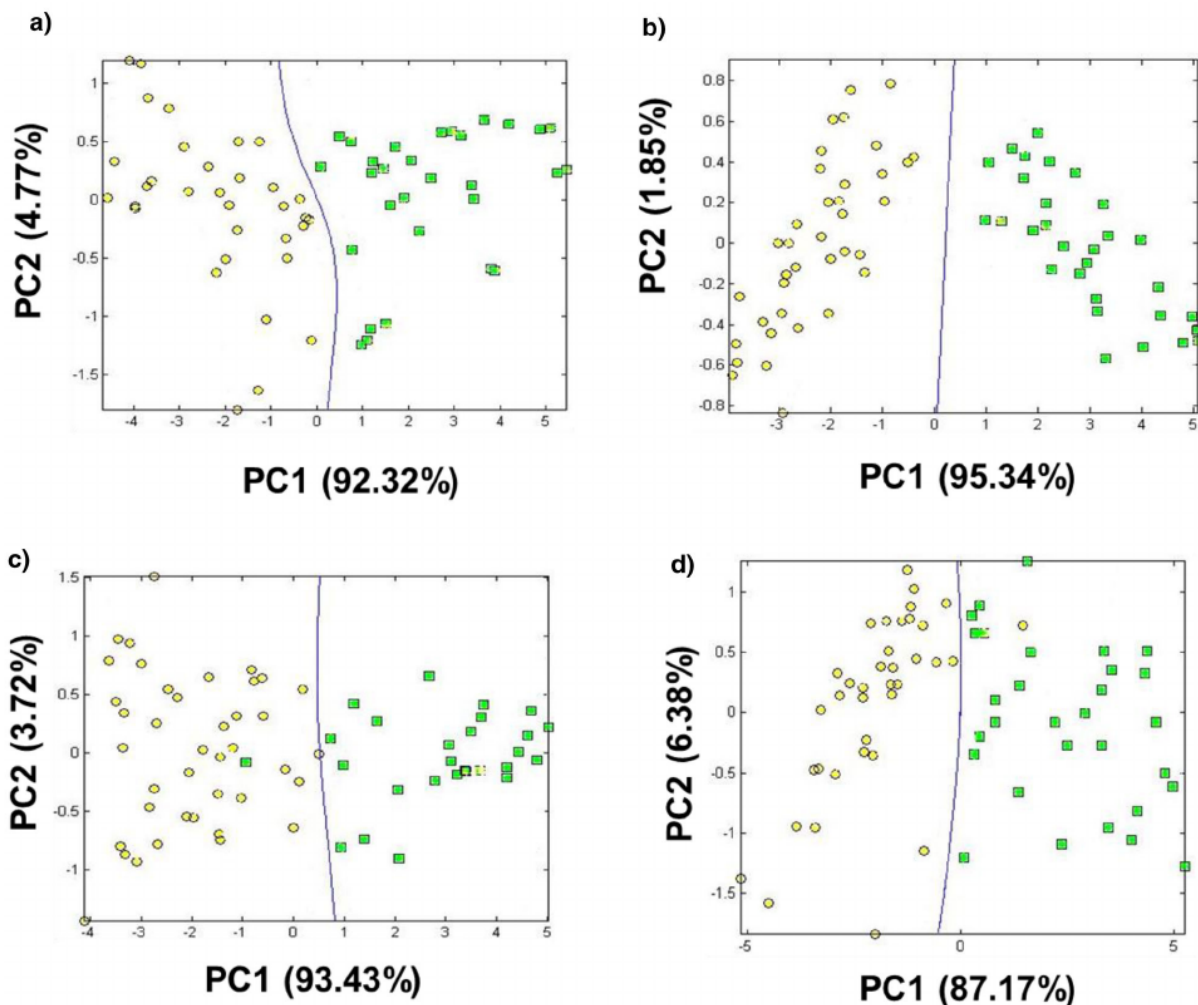 a)
1
0.5
0
-0.5
-1
-1.5
-4 -3 -2 -1 0 1 2 3 4 5
PC2 (4.77%)
PC1 (92.32%)
b)
0.8
0.6
0.4
0.2
0
-0.2
-0.4
-0.6
-0.8
-3 -2 -1 0 1 2 3 4 5
PC2 (1.85%)
PC1 (95.34%)
c)
1.5
1
0.5
0
-0.5
-1
-4 -3 -2 -1 0 1 2 3 4 5
PC2 (3.72%)
PC1 (93.43%)
d)
1
0.5
0
-0.5
-1
-1.5
-5 0 5
PC2 (6.38%)
PC1 (87.17%)